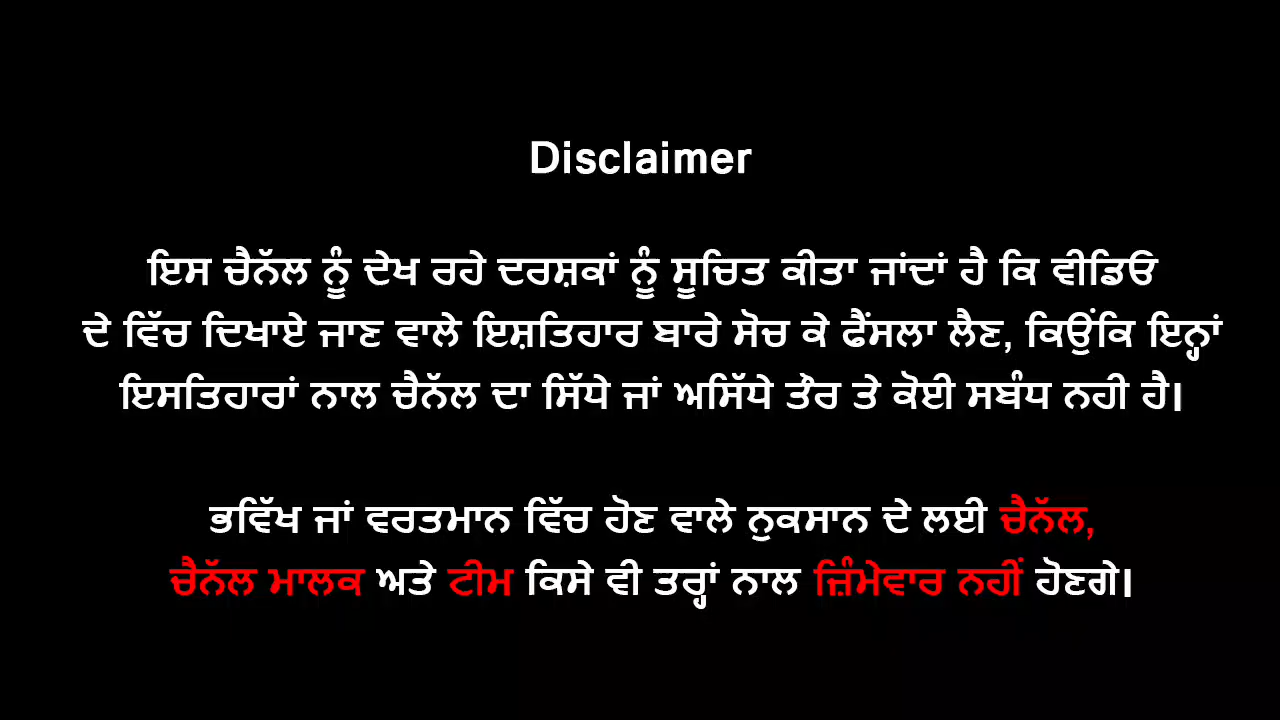 Disclaimer
ਇਸ ਚੈਨੱਲ ਨੂੰ ਦੇਖ ਰਹੇ ਦਰਸ਼ਕਾਂ ਨੂੰ ਸੂਚਿਤ ਕੀਤਾ ਜਾਂਦਾਂ ਹੈ ਕਿ ਵੀਡਿਓ
ਦੇ ਵਿੱਚ ਦਿਖਾਏ ਜਾਣ ਵਾਲੇ ਇਸ਼ਤਿਹਾਰ ਬਾਰੇ ਸੋਚ ਕੇ ਫੈਂਸਲਾ ਲੈਣ, ਕਿਉਂਕਿ ਇਨ੍ਹਾਂ
ਇਸਤਿਹਾਰਾਂ ਨਾਲ ਚੈਨੱਲ ਦਾ ਸਿੱਧੇ ਜਾਂ ਅਸਿੱਧੇ ਤੌਰ ਤੇ ਕੋਈ ਸਬੰਧ ਨਹੀ ਹੈ।
ਭਵਿੱਖ ਜਾਂ ਵਰਤਮਾਨ ਵਿੱਚ ਹੋਣ ਵਾਲੇ ਨੁਕਸਾਨ ਦੇ ਲਈ ਚੈਨੱਲ,
ਚੈਨੱਲ ਮਾਲਕ ਅਤੇ ਟੀਮ ਕਿਸੇ ਵੀ ਤਰ੍ਹਾਂ ਨਾਲ ਜ਼ਿੰਮੇਵਾਰ ਨਹੀਂ ਹੋਣਗੇ।